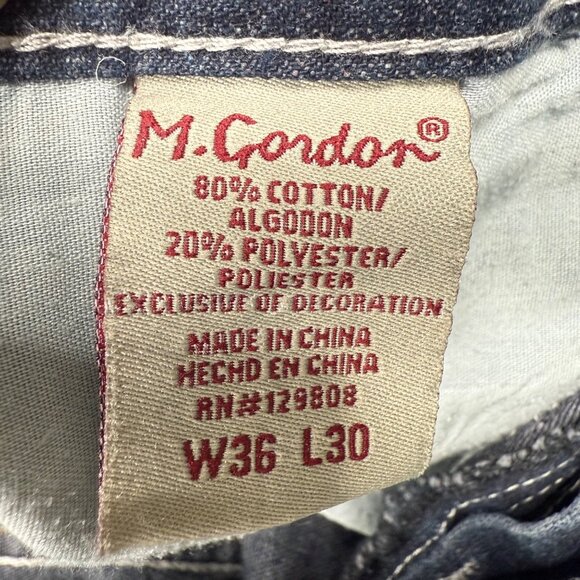 M.Gordon®
80% COTTON/
ALGODON
20% POLYESTER/
POLIESTER
EXCLUSIVE OF DECORATION
MADE IN CHINA
HECHO EN CHINA
RN#129808
W36 L30